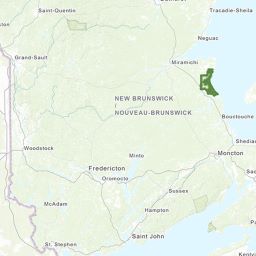 Bathurst
Tracadie-Sheila
Saint-Quentin
Neguac
Grand-Sault
Miramichi
NEW BRUNSWICK /
NOUVEAU-BRUNSWICK
Bouctouche
Shediac
Woodstock
Minto
Moncton
Fredericton
Oromocto
Sussex
McAdam
Hampton
Saint John
St. Stephen